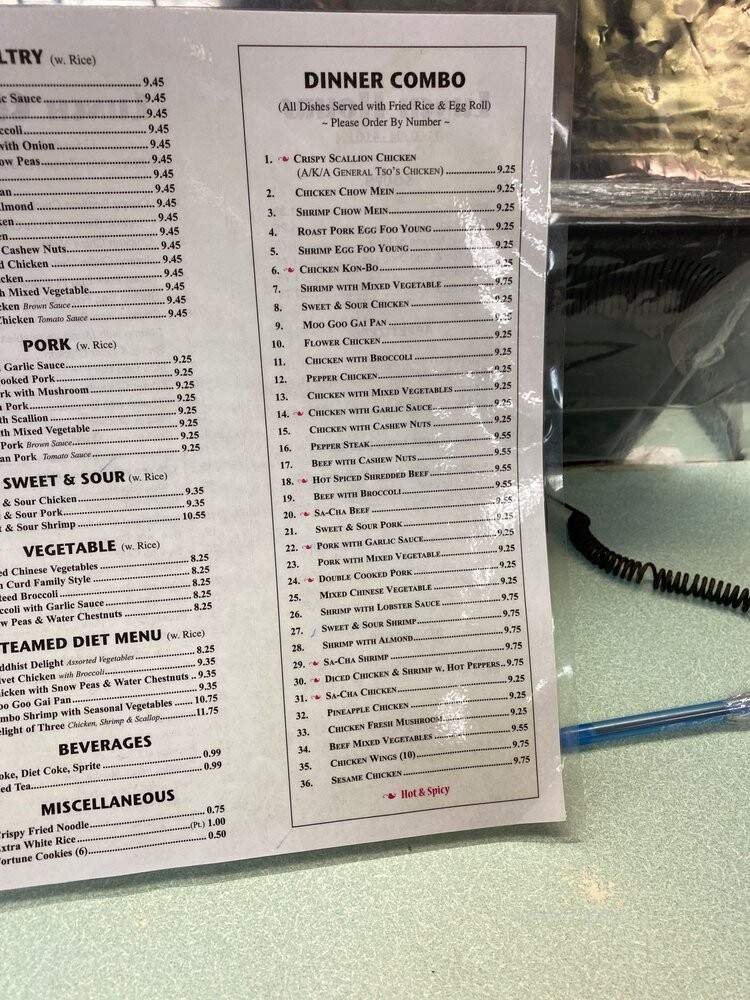 LTRY (w. Rice)
9.45
c Sauce 9.45
9.45
ccoli 9.45
with Onion 9.45
ow Peas 9.45
9.45
an 9.45
lmond 9.45
ken 9.45
en 9.45
Cashew Nuts 9.45
d Chicken 9.45
icken 9.45
h Mixed Vegetable 9.45
cken Brown Sauce 9.45
Chicken Tomato Sauce 9.45
PORK (w. Rice)
Garlic Sauce 9.25
ooked Pork 9.25
rk with Mushroom 9.25
n Pork 9.25
th Scallion 9.25
ith Mixed Vegetable 9.25
Pork Brown Sauce 9.25
an Pork Tomato Sauce 9.25
SWEET & SOUR (w. Rice)
& Sour Chicken 9.35
& Sour Pork 9.35
t & Sour Shrimp 10.55
VEGETABLE (w. Rice)
ed Chinese Vegetables 8.25
n Curd Family Style 8.25
teed Broccoli 8.25
ccoli with Garlic Sauce 8.25
w Peas & Water Chestnuts 8.25
TEAMED DIET MENU (w. Rice)
ddhist Delight Assorted Vegetables 8.25
lvet Chicken with Broccoli 9.35
hicken with Snow Peas & Water Chestnuts 9.35
oo Goo Gai Pan 9.35
mbo Shrimp with Seasonal Vegetables 10.75
elight of Three Chicken, Shrimp & Scallop 11.75
BEVERAGES
oke, Diet Coke, Sprite 0.99
ed Tea 0.99
MISCELLANEOUS
rispy Fried Noodle 0.75
xtra White Rice (Pt.) 1.00
ortune Cookies (6) 0.50
DINNER COMBO
(All Dishes Served with Fried Rice & Egg Roll)
~ Please Order By Number ~
1. CRISPY SCALLION CHICKEN
(A/K/A GENERAL TSO'S CHICKEN) 9.25
2. CHICKEN CHOW MEIN 9.25
3. SHRIMP CHOW MEIN 9.25
4. ROAST PORK EGG FOO YOUNG 9.25
5. SHRIMP EGG FOO YOUNG 9.25
6. CHICKEN KON-BO 9.25
7. SHRIMP WITH MIXED VEGETABLE 9.75
8. SWEET & SOUR CHICKEN 9.25
9. MOO GOO GAI PAN 9.25
10. FLOWER CHICKEN 9.25
11. CHICKEN WITH BROCCOLI 9.25
12. PEPPER CHICKEN 9.25
13. CHICKEN WITH MIXED VEGETABLES 9.25
14. CHICKEN WITH GARLIC SAUCE 9.25
15. CHICKEN WITH CASHEW NUTS 9.25
16. PEPPER STEAK 9.55
17. BEEF WITH CASHEW NUTS 9.55
18. HOT SPICED SHREDDED BEEF 9.55
19. BEEF WITH BROCCOLI 9.55
20. SA-CHA BEEF 9.55
21. SWEET & SOUR PORK 9.25
22. PORK WITH GARLIC SAUCE 9.25
23. PORK WITH MIXED VEGETABLE 9.25
24. DOUBLE COOKED PORK 9.25
25. MIXED CHINESE VEGETABLE 9.25
26. SHRIMP WITH LOBSTER SAUCE 9.75
27. SWEET & SOUR SHRIMP 9.75
28. SHRIMP WITH ALMOND 9.75
29. SA-CHA SHRIMP 9.75
30. DICED CHICKEN & SHRIMP W. HOT PEPPERS 9.75
31. SA-CHA CHICKEN 9.25
32. PINEAPPLE CHICKEN 9.25
33. CHICKEN FRESH MUSHROOM 9.25
34. BEEF MIXED VEGETABLES 9.55
35. CHICKEN WINGS (10) 9.75
36. SESAME CHICKEN 9.75
Hot & Spicy